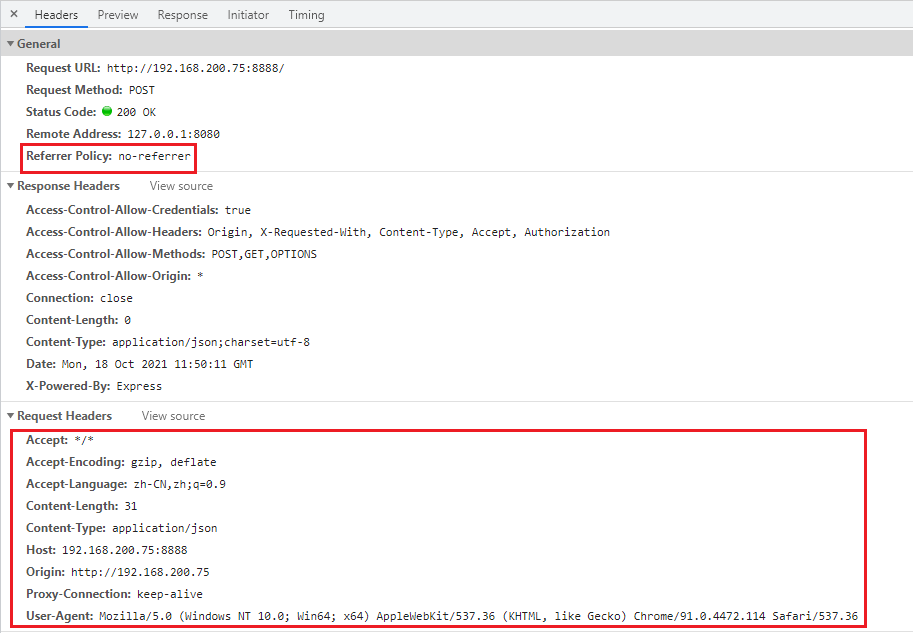 × Headers Preview Response Initiator Timing
▼General
Request URL: http://192.168.200.75:8888/
Request Method: POST
Status Code: 200 OK
Remote Address: 127.0.0.1:8080
Referrer Policy: no-referrer
▼Response Headers View source
Access-Control-Allow-Credentials: true
Access-Control-Allow-Headers: Origin, X-Requested-With, Content-Type, Accept, Authorization
Access-Control-Allow-Methods: POST,GET,OPTIONS
Access-Control-Allow-Origin: *
Connection: close
Content-Length: 0
Content-Type: application/json;charset=utf-8
Date: Mon, 18 Oct 2021 11:50:11 GMT
X-Powered-By: Express
▼Request Headers View source
Accept: */*
Accept-Encoding: gzip, deflate
Accept-Language: zh-CN,zh;q=0.9
Content-Length: 31
Content-Type: application/json
Host: 192.168.200.75:8888
Origin: http://192.168.200.75
Proxy-Connection: keep-alive
User-Agent: Mozilla/5.0 (Windows NT 10.0; Win64; x64) AppleWebKit/537.36 (KHTML, like Gecko) Chrome/91.0.4472.114 Safari/537.36